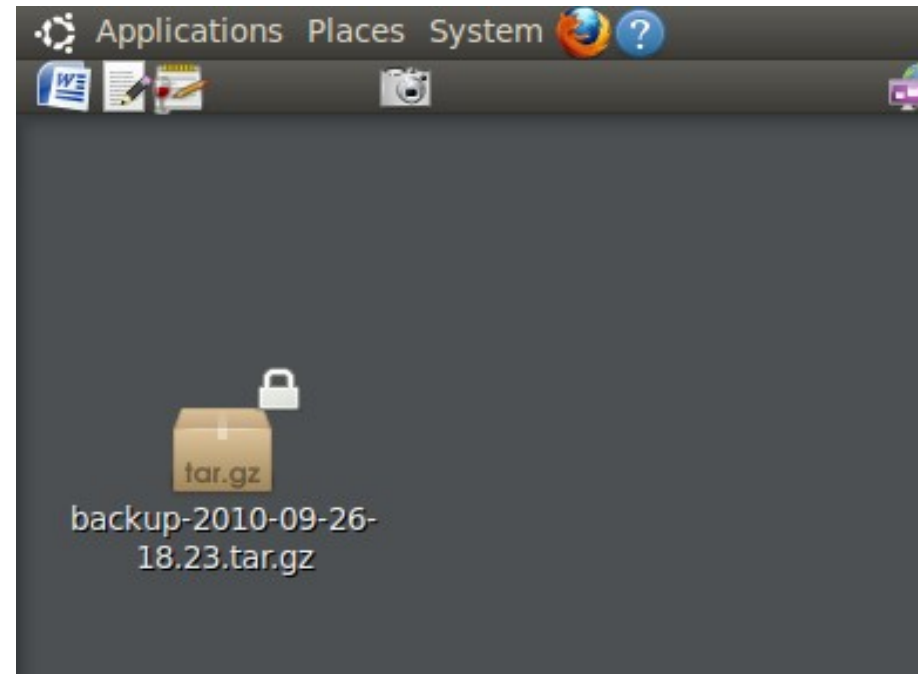 Applications Places System ?
W
tar.gz
backup-2010-09-26-
18.23.tar.gz